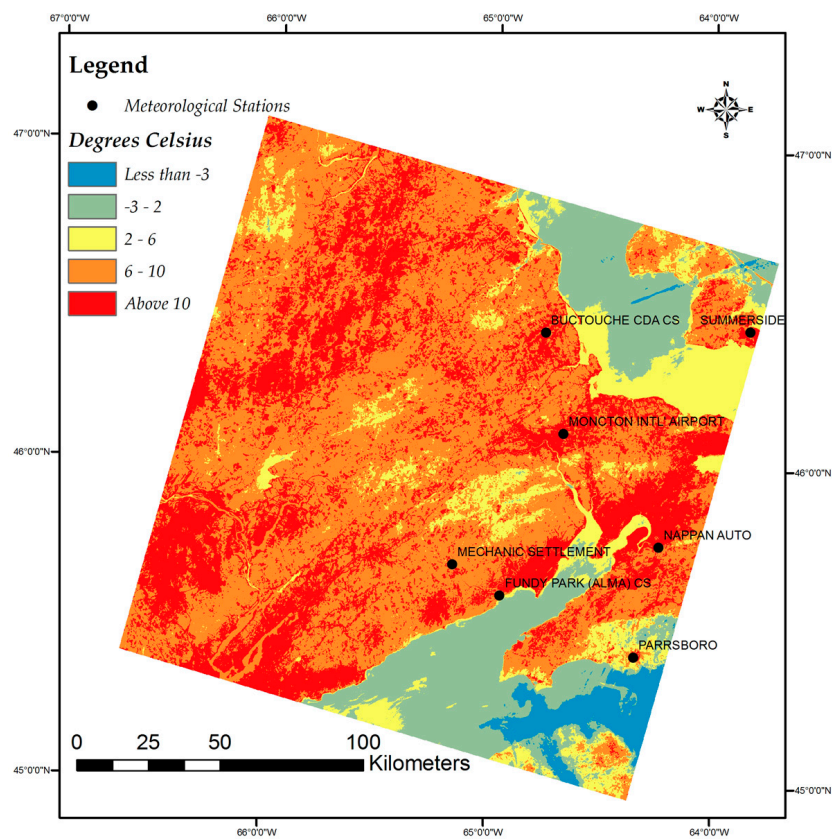 67°0'0"W 66°0'0"W 65°0'0"W 64°0'0"W
Legend
Meteorological Stations
Degrees Celsius
Less than -3
-3 - 2
2 - 6
6 - 10
Above 10
N
W E
S
47°0'0"N
47°0'0"N
BUCTOUCHE CDA CS
SUMMERSIDE
MONOTON INTL' AIRPORT
46°0'0"N
46°0'0"N
NAPPAN AUTO
MECHANIC SETTLEMENT
FUNDY PARK (ALMA) CS
PARRSBORO
0 25 50 100
Kilometers
45°0'0"N
45°0'0"N
66°0'0"W 65°0'0"W 64°0'0"W